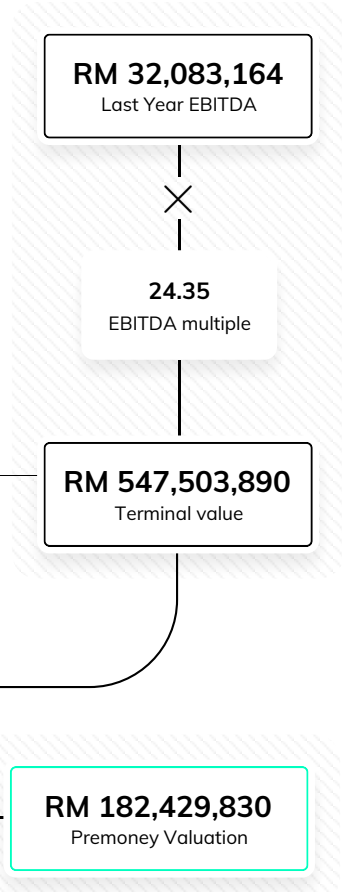 RM 32,083,164
Last Year EBITDA
24.35
EBITDA multiple
RM 547,503,890
Terminal value
RM 182,429,830
Premoney Valuation